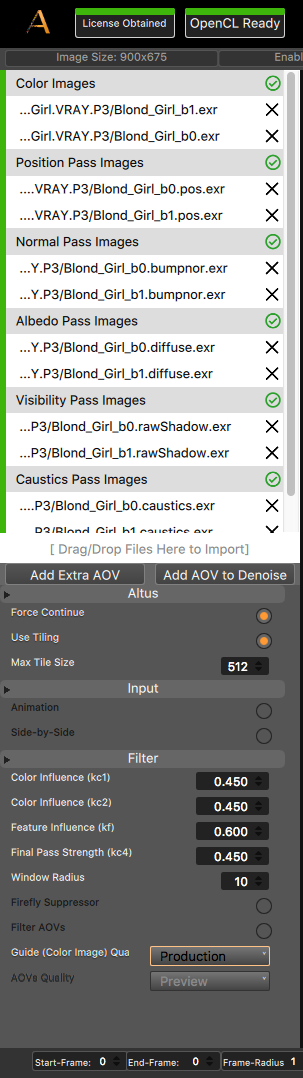 License Obtained
OpenCL Ready
Image Size: 900x675
Enabl
Color Images
...Girl.VRAY.P3/Blond_Girl_b1.exr
...Girl.VRAY.P3/Blond_Girl_b0.exr
Position Pass Images
....VRAY.P3/Blond_Girl_b0.pos.exr
....VRAY.P3/Blond_Girl_b1.pos.exr
Normal Pass Images
...Y.P3/Blond_Girl_b0.bumpnor.exr
...Y.P3/Blond_Girl_b1.bumpnor.exr
Albedo Pass Images
...Y.P3/Blond_Girl_b0.diffuse.exr
...Y.P3/Blond_Girl_b1.diffuse.exr
Visibility Pass Images
...P3/Blond_Girl_b0.rawShadow.exr
...P3/Blond_Girl_b1.rawShadow.exr
Caustics Pass Images
....P3/Blond_Girl_b0.caustics.exr
P3/Blond_Girl_b1.caustics.exr
[ Drag/Drop Files Here to Import]
Add Extra AOV
Add AOV to Denoise
Altus
Force Continue
Use Tiling
Max Tile Size 512
Input
Animation
Side-by-Side
Filter
Color Influence (kc1) 0.450
Color Influence (kc2) 0.450
Feature Influence (kf) 0.600
Final Pass Strength (kc4) 0.450
Window Radius 10
Firefly Suppressor
Filter AOVs
Guide (Color Image) Qua Production
AOVs Quality Preview
Start-Frame: 0 End-Frame: 0 Frame-Radius 1